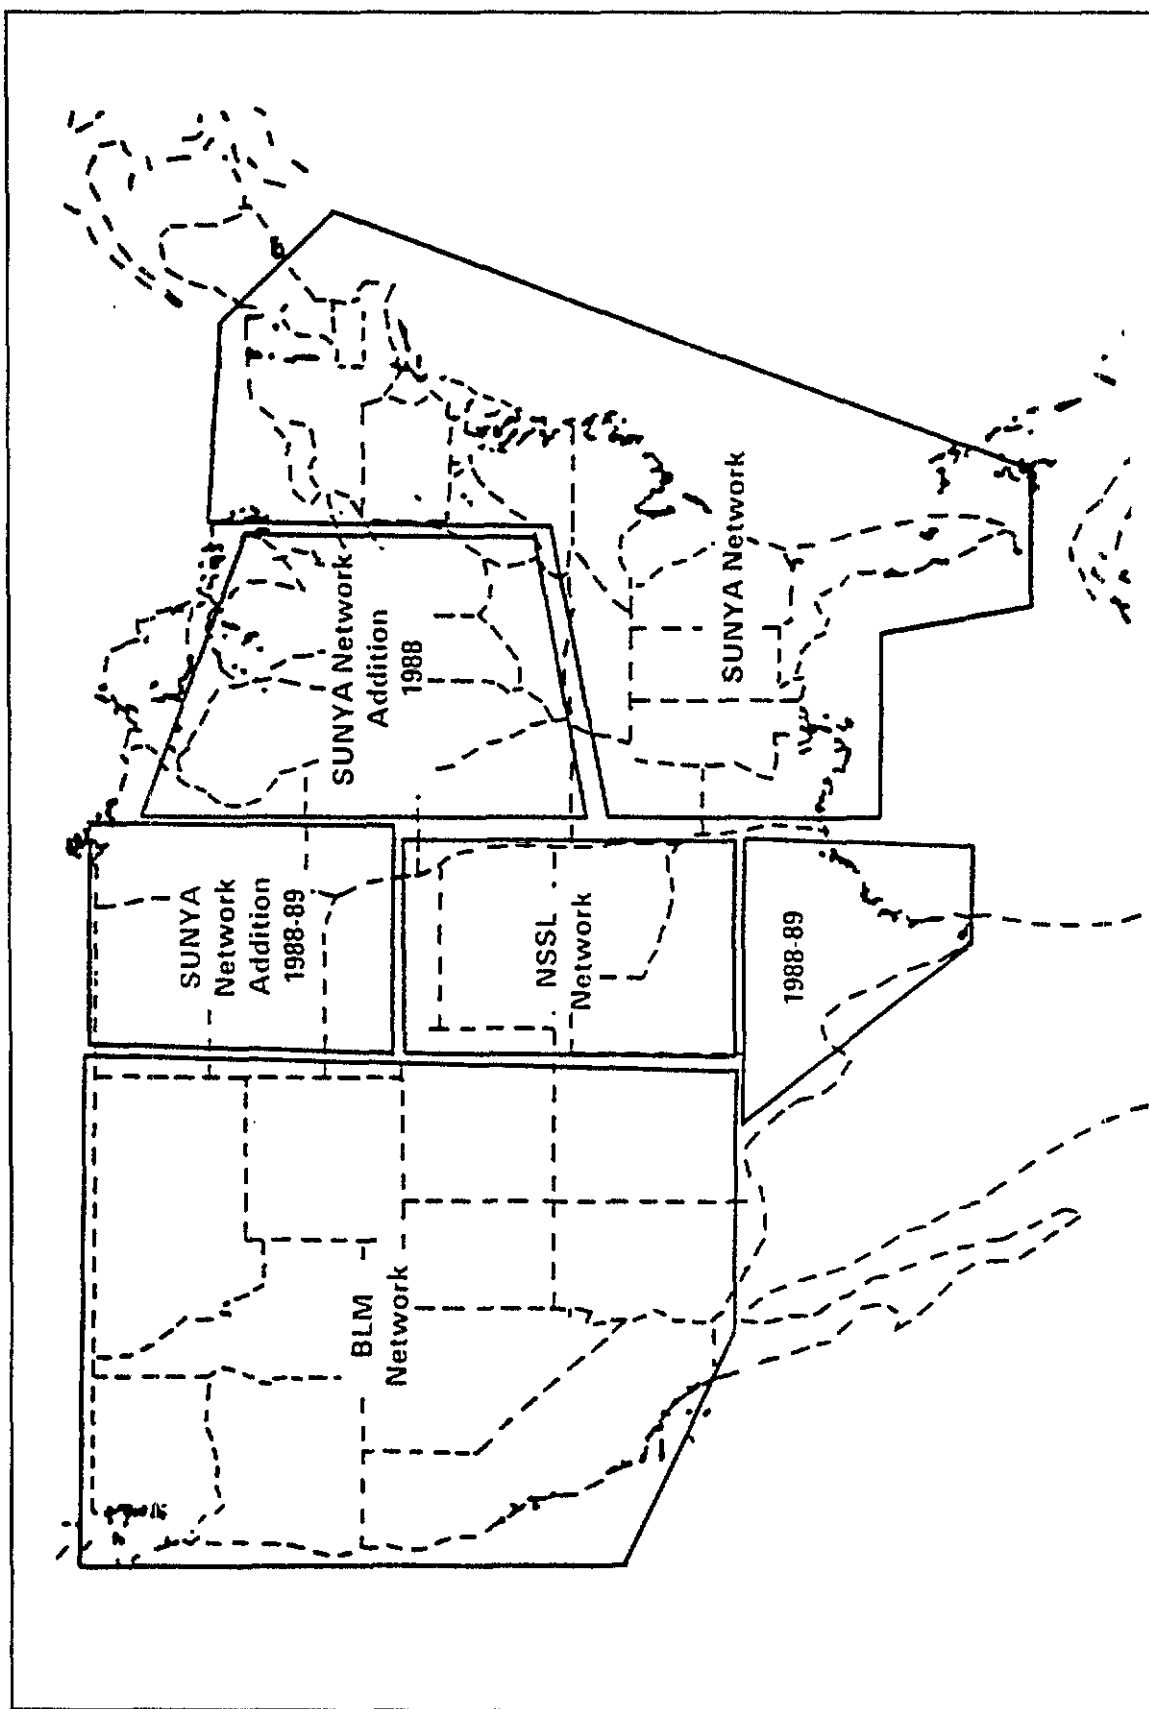 BLM
Network
SUNYA
Network
Addition
1988-89
NSSL
Network
1988-89
SUNYA Network
Addition
1988
SUNYA Network